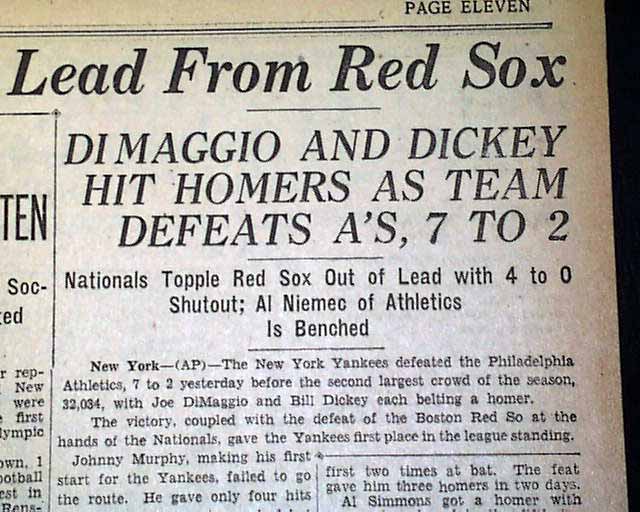 PAGE ELEVEN
Lead From Red Sox
DI MAGGIO AND DICKEY
HIT HOMERS AS TEAM
DEFEATS A'S, 7 TO 2
Nationals Topple Red Sox Out of Lead with 4 to 0
Shutout; Al Niemec of Athletics
Is Benched
New York—(AP)—The New York Yankees defeated the Philadelphia
Athletics, 7 to 2 yesterday before the second largest crowd of the season,
32,034, with Joe DiMaggio and Bill Dickey each belting a homer.
The victory, coupled with the defeat of the Boston Red So at the
hands of the Nationals, gave the Yankees first place in the league standing.
Johnny Murphy, making his first
start for the Yankees, failed to go
the route. He gave only four hits
first two times at bat. The feat
gave him three homers in two days.
Al Simmons got a homer with
TEN
Soc-
ed
r rep-
New
were
first
lympic
own, 1
ootball
est in
Rens-